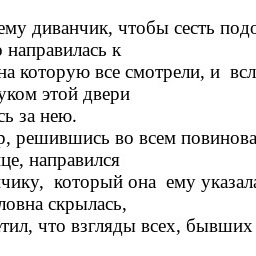 ему диванчик, чтобы сесть подо
направилась к
на которую все смотрели, и  всл
уком этой двери
сь за нею.
р, решившись во всем повинова
це, направился
чику,  который она  ему указал
ловна скрылась,
тил, что взгляды всех, бывших